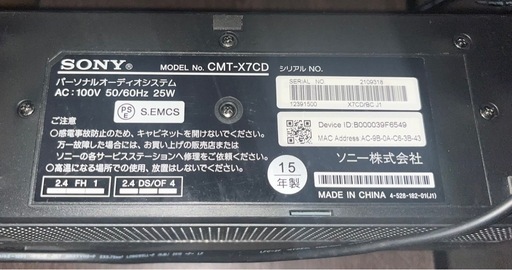 SONY MODEL No. CMT-X7CD シリアル NO.
パーソナルオーディオシステム
AC:100V 50/60Hz 25W
PSE S.EMCS
ご注意
○感電事故防止のため、キャビネットを開けないでください。
万一故障した場合には、お買い上げの販売店または
ソニーの各サービスステーションへ修理をご依頼ください。
○高温になる場所での使用、放置はしないでください。
2.4 FH 1 2.4 DS/OF 4
SERIAL NO. 2109318
12391500 X7CD/BC J1
Device ID:B000039F6549
MAC Address:AC-9B-0A-C6-3B-43
15
年製
ソニー株式会社
MADE IN CHINA 4-528-182-01(J1)